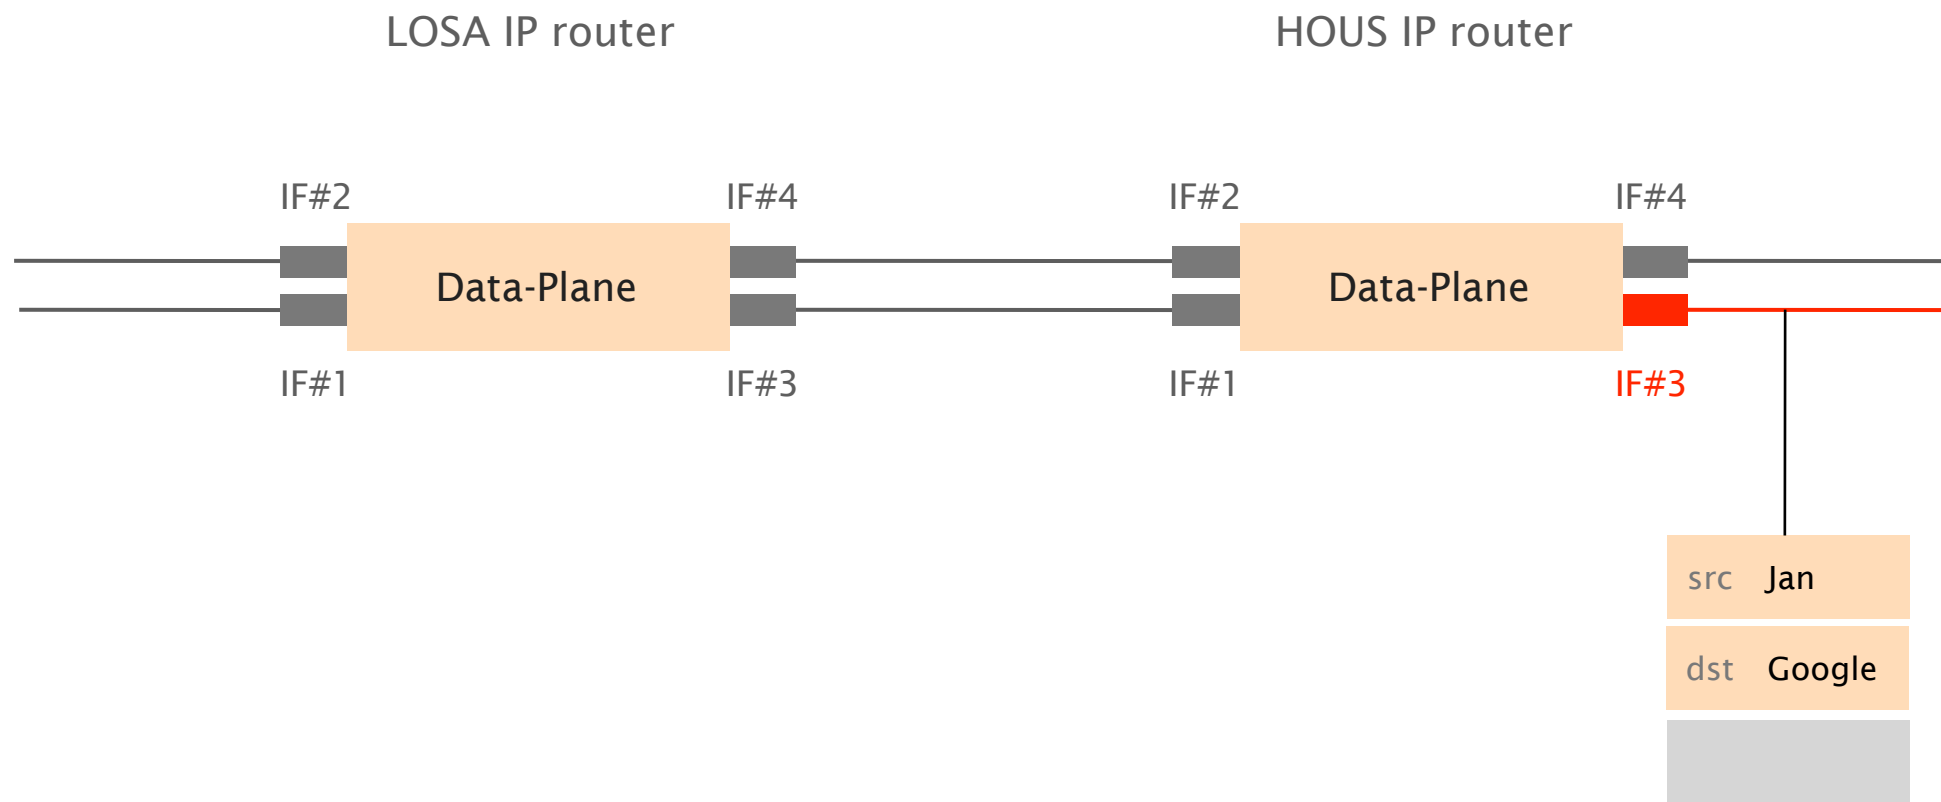 LOSA IP router
HOUS IP router
IF#2
IF#4
IF#2
IF#4
Data-Plane
Data-Plane
IF#1
IF#3
IF#1
IF#3
src Jan
dst Google